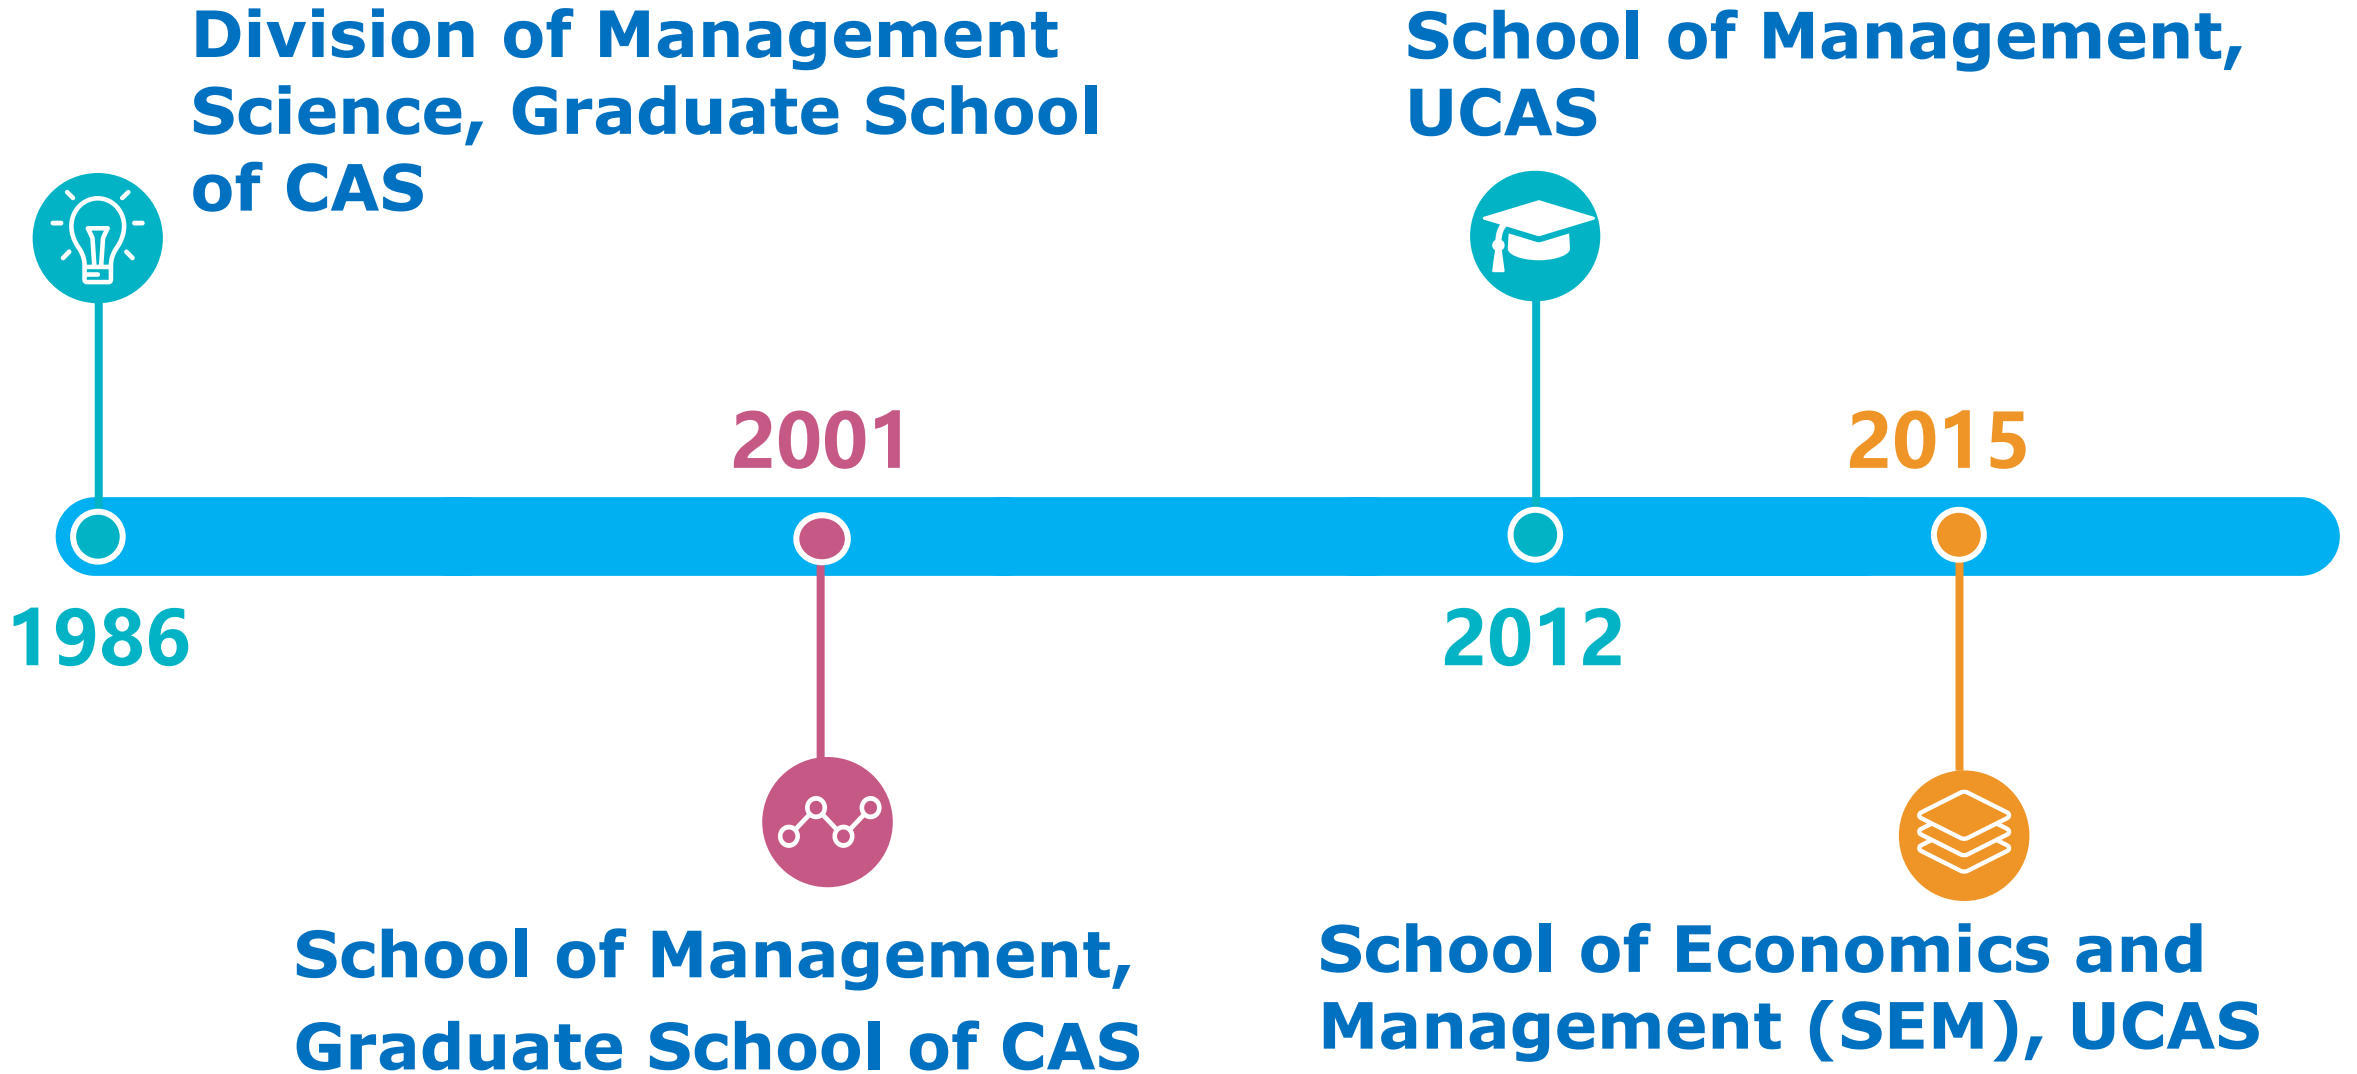 Division of Management
Science, Graduate School
of CAS
School of Management,
UCAS
2001
2015
1986
2012
School of Management,
Graduate School of CAS
School of Economics and
Management (SEM), UCAS